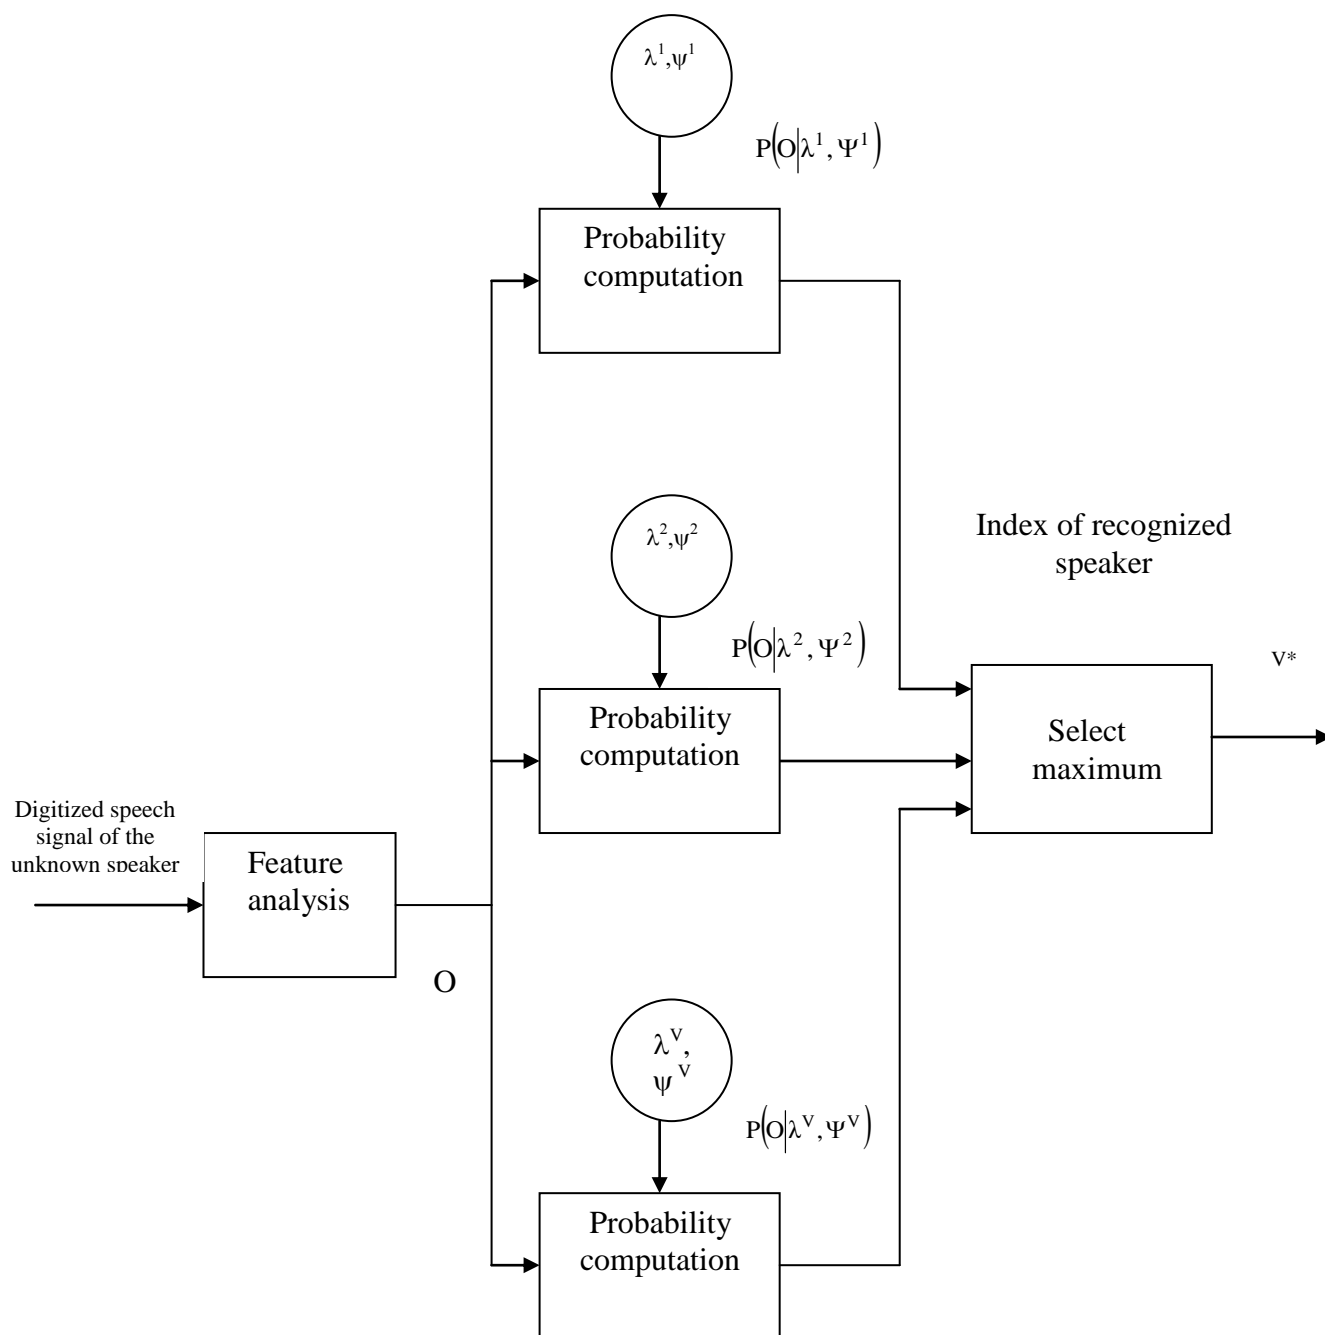 λ¹,ψ¹
P(O|λ¹, Ψ¹)
Probability
computation
λ²,ψ²
Index of recognized
speaker
P(O|λ², Ψ²)
V*
Probability
computation
Select
maximum
Digitized speech
signal of the
unknown speaker
Feature
analysis
O
λⱽ,
ψⱽ
P(O|λⱽ, Ψⱽ)
Probability
computation